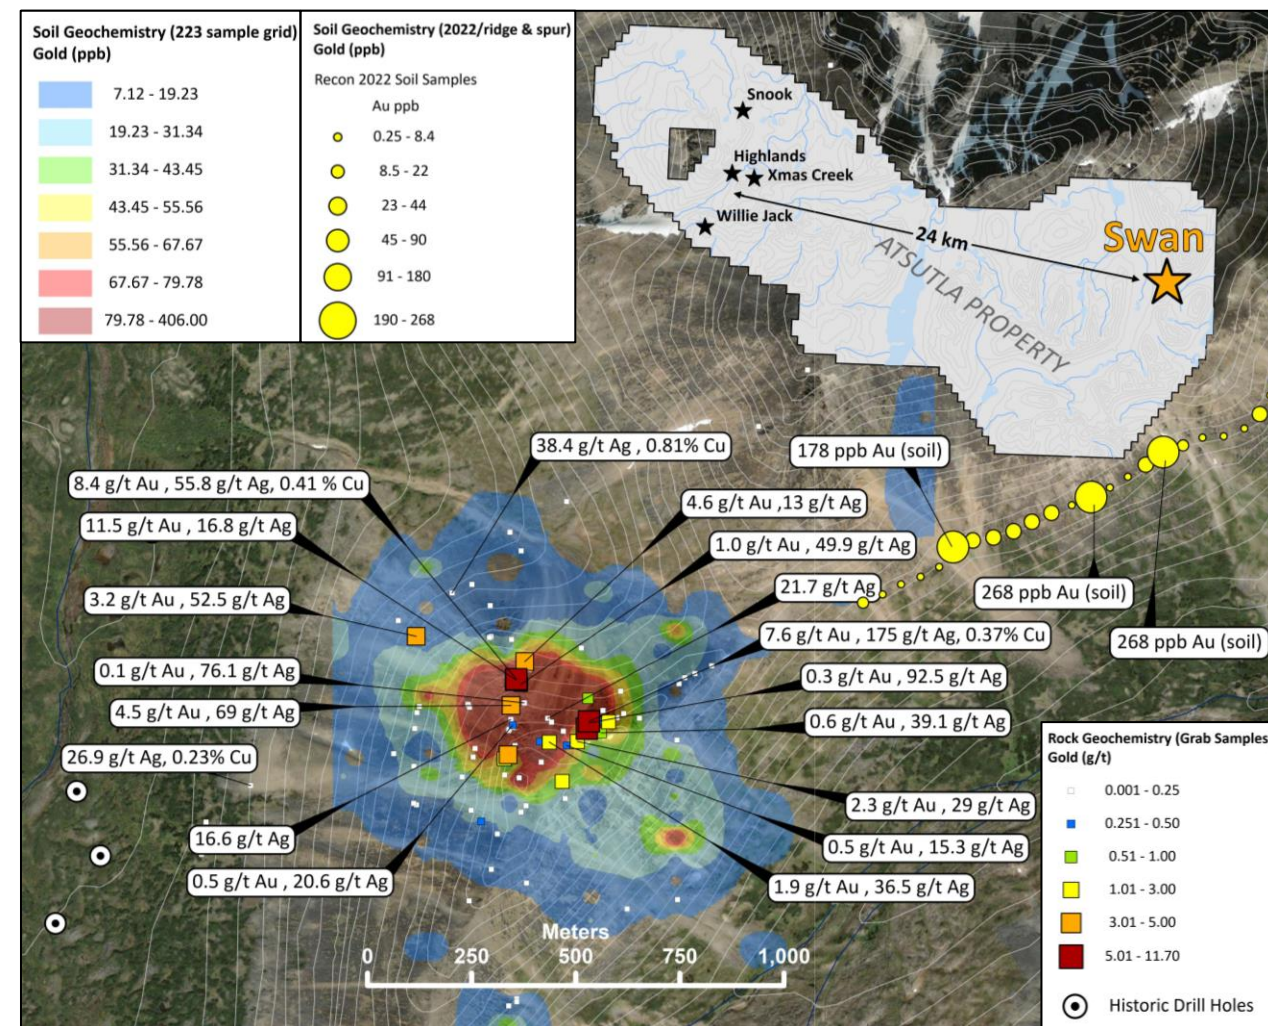 Soil Geochemistry (223 sample grid)
Gold (ppb)
7.12 - 19.23
19.23 - 31.34
31.34 - 43.45
43.45 - 55.56
55.56 - 67.67
67.67 - 79.78
79.78 - 406.00
Soil Geochemistry (2022/ridge & spur)
Gold (ppb)
Recon 2022 Soil Samples
Au ppb
0.25 - 8.4
8.5 - 22
23 - 44
45 - 90
91 - 180
190 - 268
Snook
Highlands
Xmas Creek
Willie Jack
24 km
Swan
ATSUTLA PROPERTY
38.4 g/t Ag , 0.81% Cu
178 ppb Au (soil)
8.4 g/t Au , 55.8 g/t Ag, 0.41 % Cu
4.6 g/t Au ,13 g/t Ag
11.5 g/t Au , 16.8 g/t Ag
1.0 g/t Au , 49.9 g/t Ag
21.7 g/t Ag
268 ppb Au (soil)
3.2 g/t Au , 52.5 g/t Ag
7.6 g/t Au , 175 g/t Ag, 0.37% Cu
268 ppb Au (soil)
0.1 g/t Au , 76.1 g/t Ag
0.3 g/t Au , 92.5 g/t Ag
4.5 g/t Au , 69 g/t Ag
0.6 g/t Au , 39.1 g/t Ag
26.9 g/t Ag, 0.23% Cu
2.3 g/t Au , 29 g/t Ag
16.6 g/t Ag
0.5 g/t Au , 15.3 g/t Ag
0.5 g/t Au , 20.6 g/t Ag
1.9 g/t Au , 36.5 g/t Ag
Meters
0 250 500 750 1,000
Rock Geochemistry (Grab Samples
Gold (g/t)
0.001 - 0.25
0.251 - 0.50
0.51 - 1.00
1.01 - 3.00
3.01 - 5.00
5.01 - 11.70
Historic Drill Holes